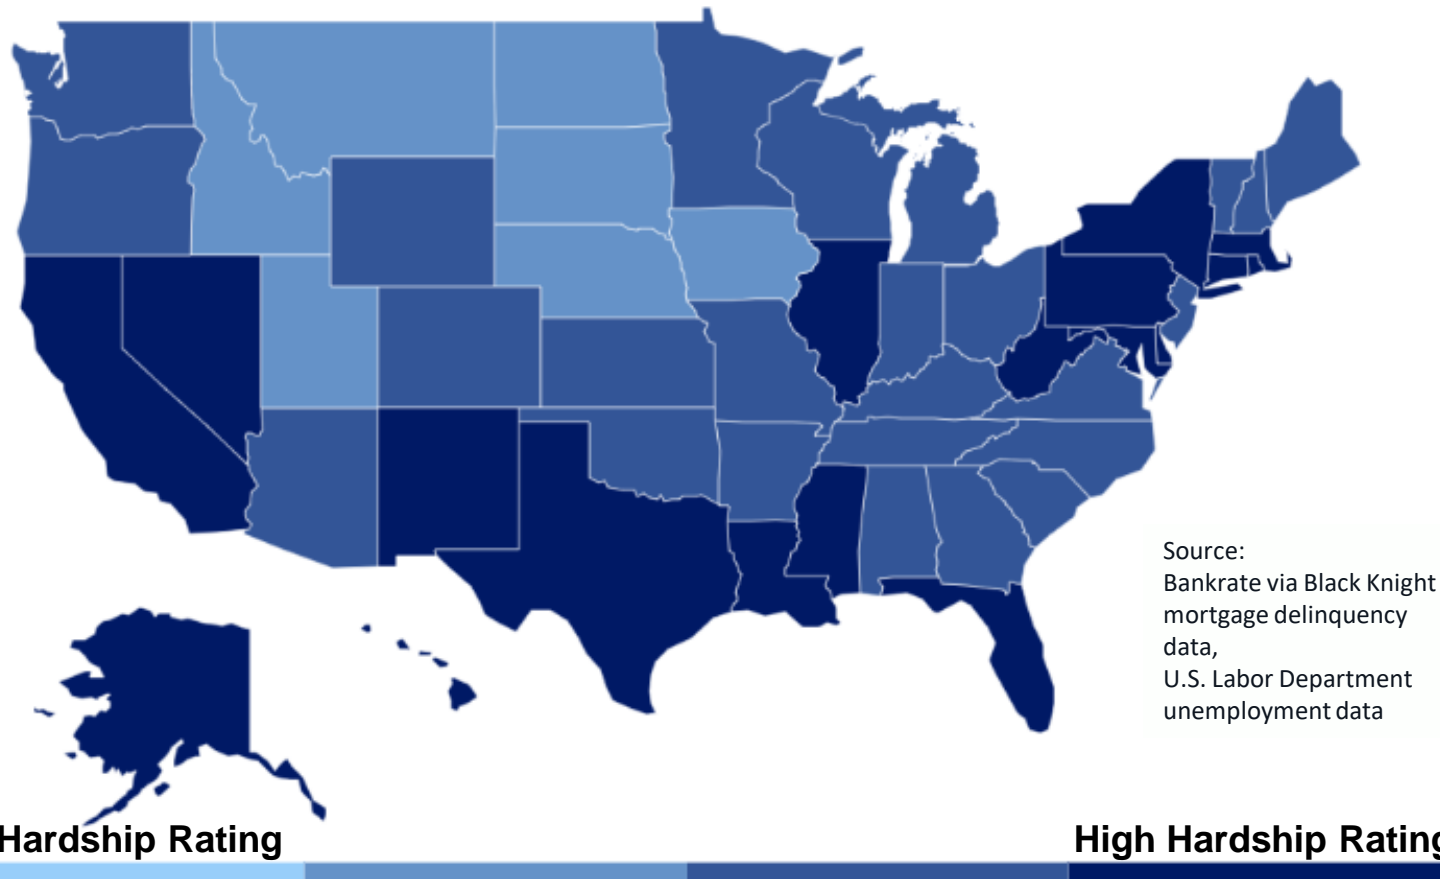 Source:
Bankrate via Black Knight
mortgage delinquency
data,
U.S. Labor Department
unemployment data
Hardship Rating
High Hardship Rating